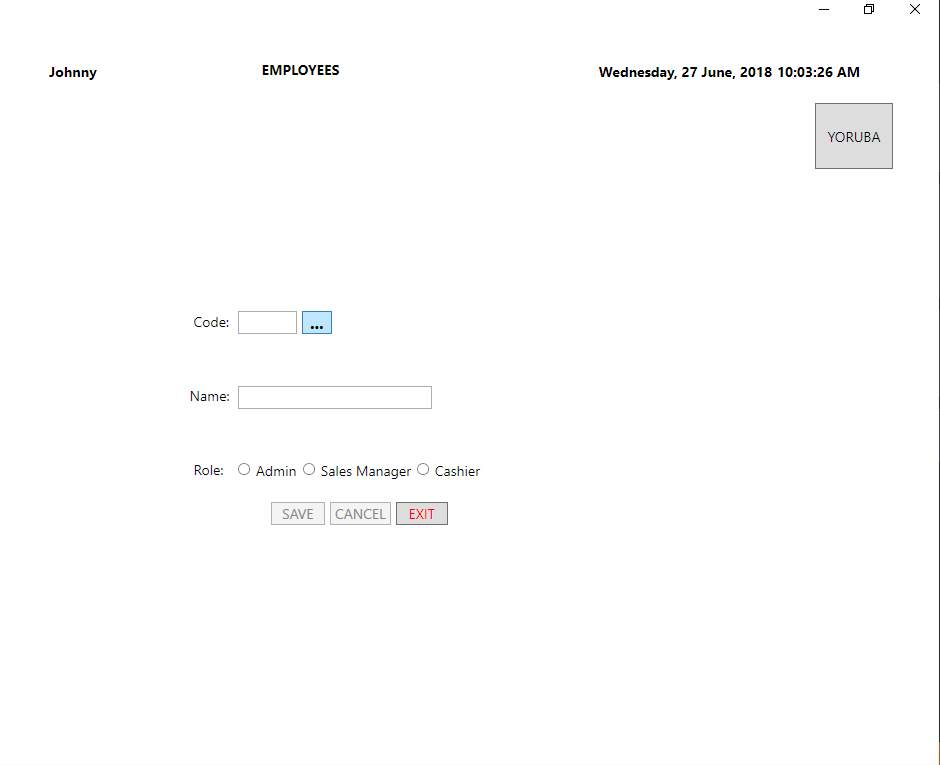 Johnny EMPLOYEES Wednesday, 27 June, 2018 10:03:26 AM
YORUBA
Code: ...
Name:
Role: Admin Sales Manager Cashier
SAVE CANCEL EXIT